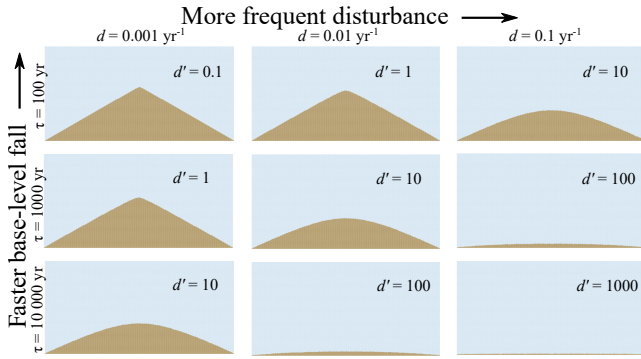 More frequent disturbance
d = 0.001 yr⁻¹ d = 0.01 yr⁻¹ d = 0.1 yr⁻¹
Faster base-level fall
τ = 100 yr
d′ = 0.1 d′ = 1 d′ = 10
τ = 1000 yr
d′ = 1 d′ = 10 d′ = 100
τ = 10 000 yr
d′ = 10 d′ = 100 d′ = 1000